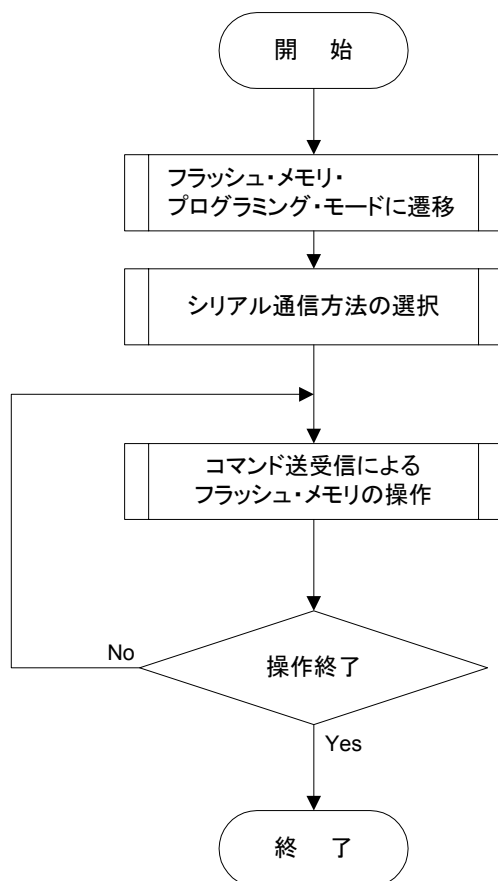 開 始
フラッシュ・メモリ・
プログラミング・モードに遷移
シリアル通信方法の選択
コマンド送受信による
フラッシュ・メモリの操作
操作終了
No
Yes
終 了